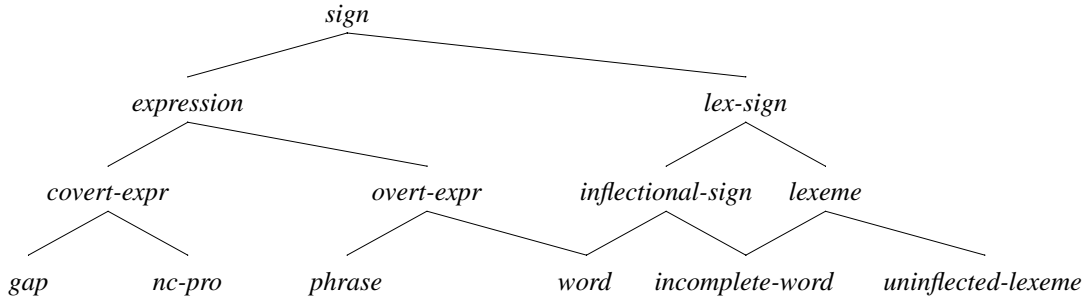 sign
expression lex-sign
covert-expr overt-expr inflectional-sign lexeme
gap nc-pro phrase word incomplete-word uninflected-lexeme